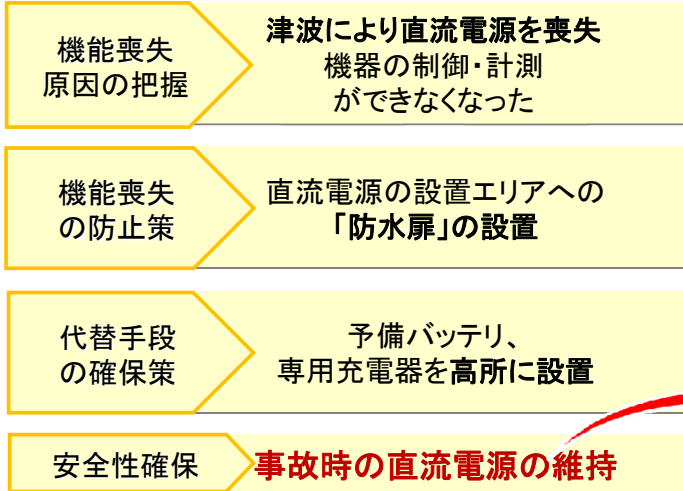 機能喪失
原因の把握
津波により直流電源を喪失
機器の制御・計測
ができなくなった
機能喪失
の防止策
直流電源の設置エリアへの
「防水扉」の設置
代替手段
の確保策
予備バッテリ、
専用充電器を高所に設置
安全性確保
事故時の直流電源の維持